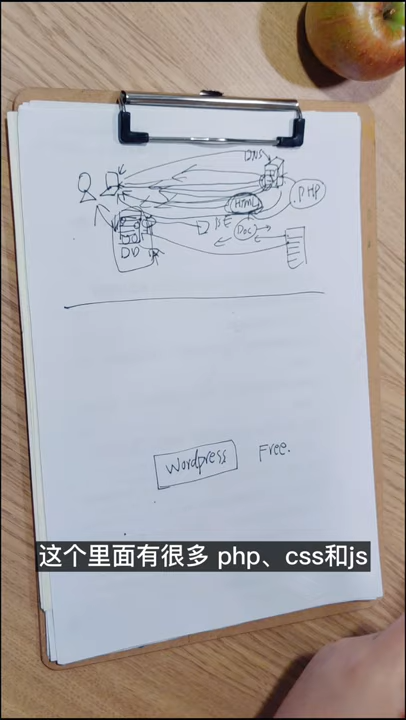 DNS
PHP
HTML
Doc
Wordpress
Free.
这个里面有很多 php、css和js